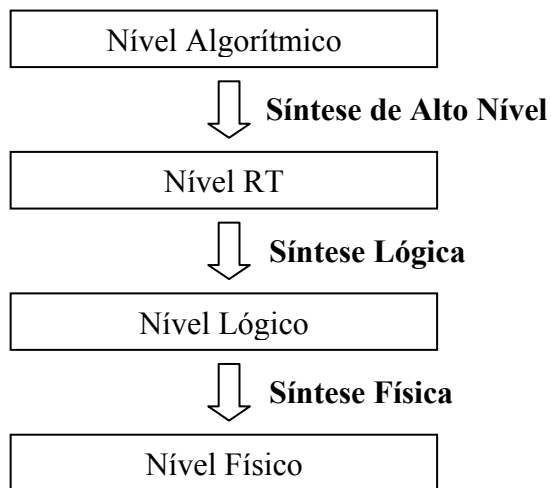 Nível Algorítmico
Síntese de Alto Nível
Nível RT
Síntese Lógica
Nível Lógico
Síntese Física
Nível Físico